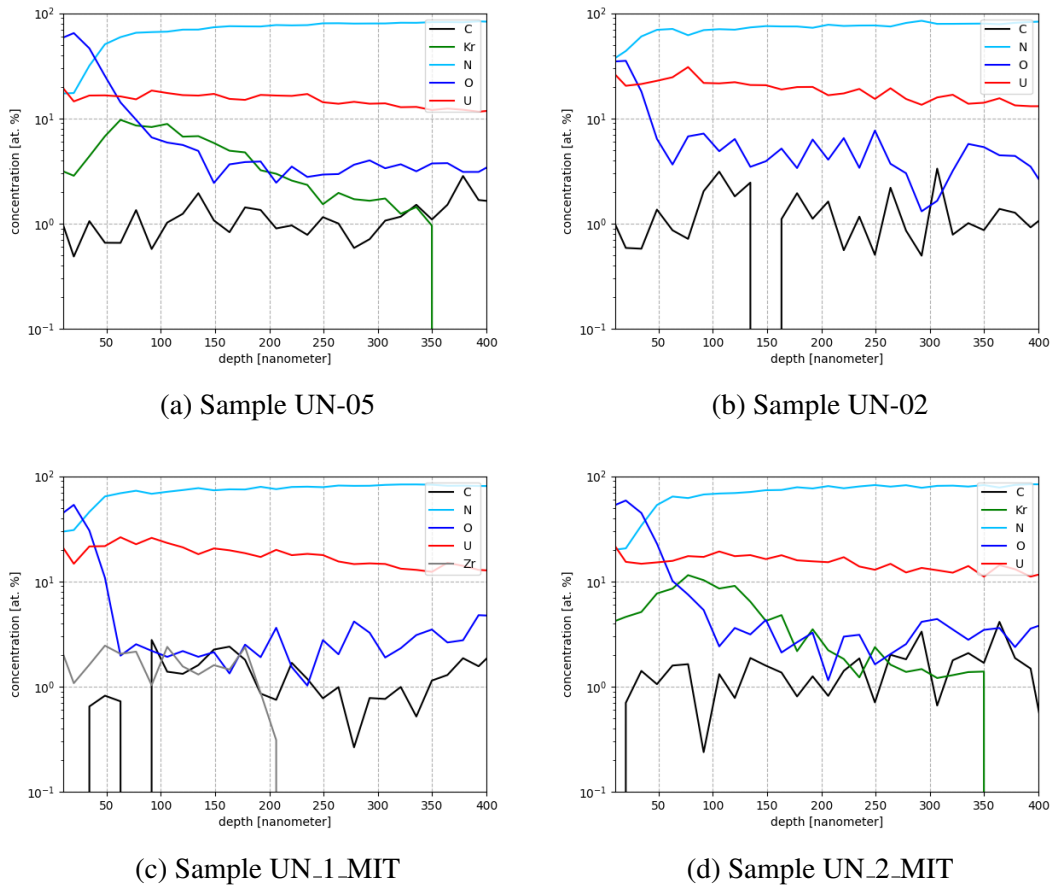 10²
10¹
10⁰
10⁻¹
concentration [at. %]
50 100 150 200 250 300 350 400
depth [nanometer]
C
Kr
N
O
U
(a) Sample UN-05
10²
10¹
10⁰
10⁻¹
concentration [at. %]
50 100 150 200 250 300 350 400
depth [nanometer]
C
N
O
U
(b) Sample UN-02
10²
10¹
10⁰
10⁻¹
concentration [at. %]
50 100 150 200 250 300 350 400
depth [nanometer]
C
N
O
U
Zr
(c) Sample UN_1_MIT
10²
10¹
10⁰
10⁻¹
concentration [at. %]
50 100 150 200 250 300 350 400
depth [nanometer]
C
Kr
N
O
U
(d) Sample UN_2_MIT